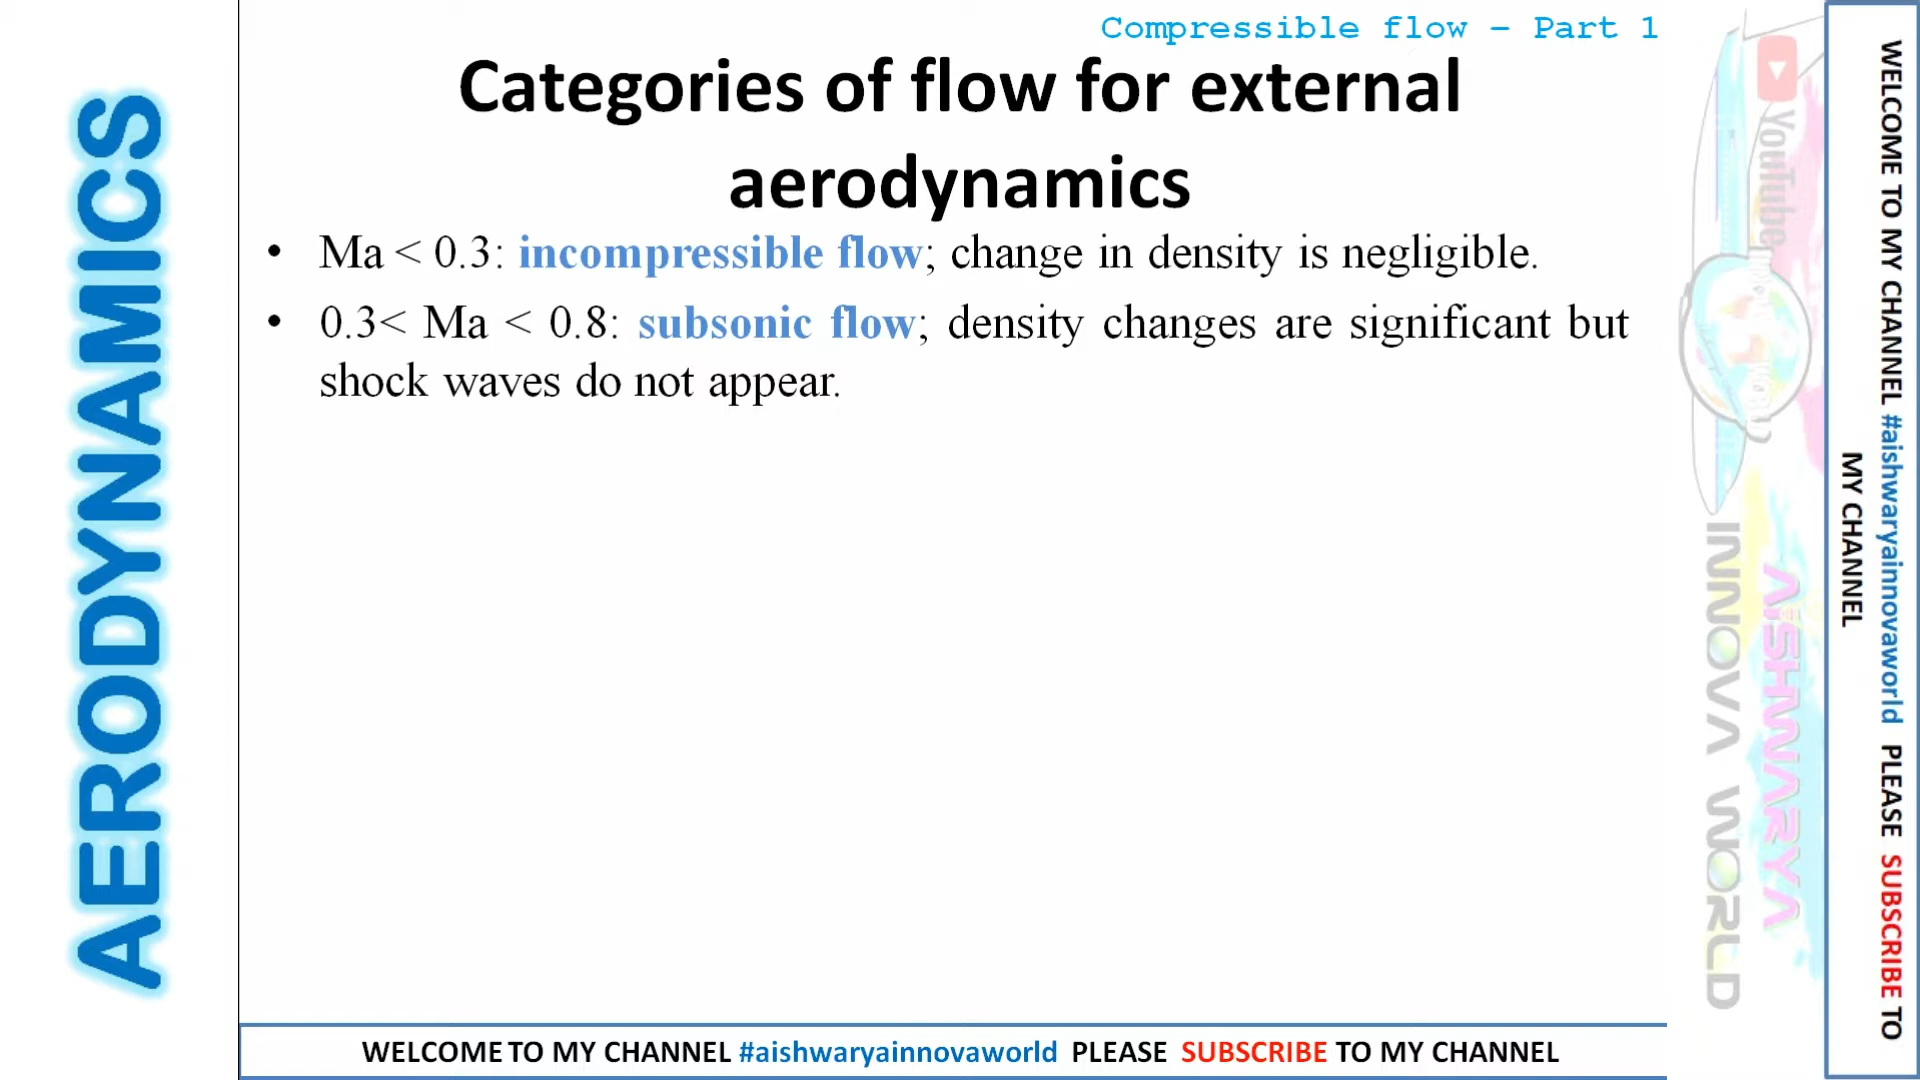 Compressible flow – Part 1
Categories of flow for external
aerodynamics
• Ma < 0.3: incompressible flow; change in density is negligible.
• 0.3< Ma < 0.8: subsonic flow; density changes are significant but
shock waves do not appear.
AERODYNAMICS
WELCOME TO MY CHANNEL #aishwaryainnovaworld PLEASE SUBSCRIBE TO MY CHANNEL
YouTube
AISHWARYA
INNOVA WORLD
WELCOME TO MY CHANNEL #aishwaryainnovaworld PLEASE SUBSCRIBE TO
MY CHANNEL